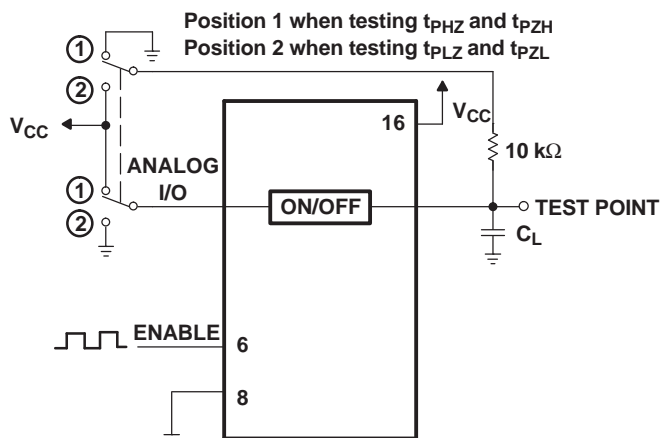 Position 1 when testing tPHZ and tPZH
Position 2 when testing tPLZ and tPZL
1
2
VCC
16
VCC
10 kΩ
ANALOG
I/O
1
2
ON/OFF
TEST POINT
CL
ENABLE
6
8